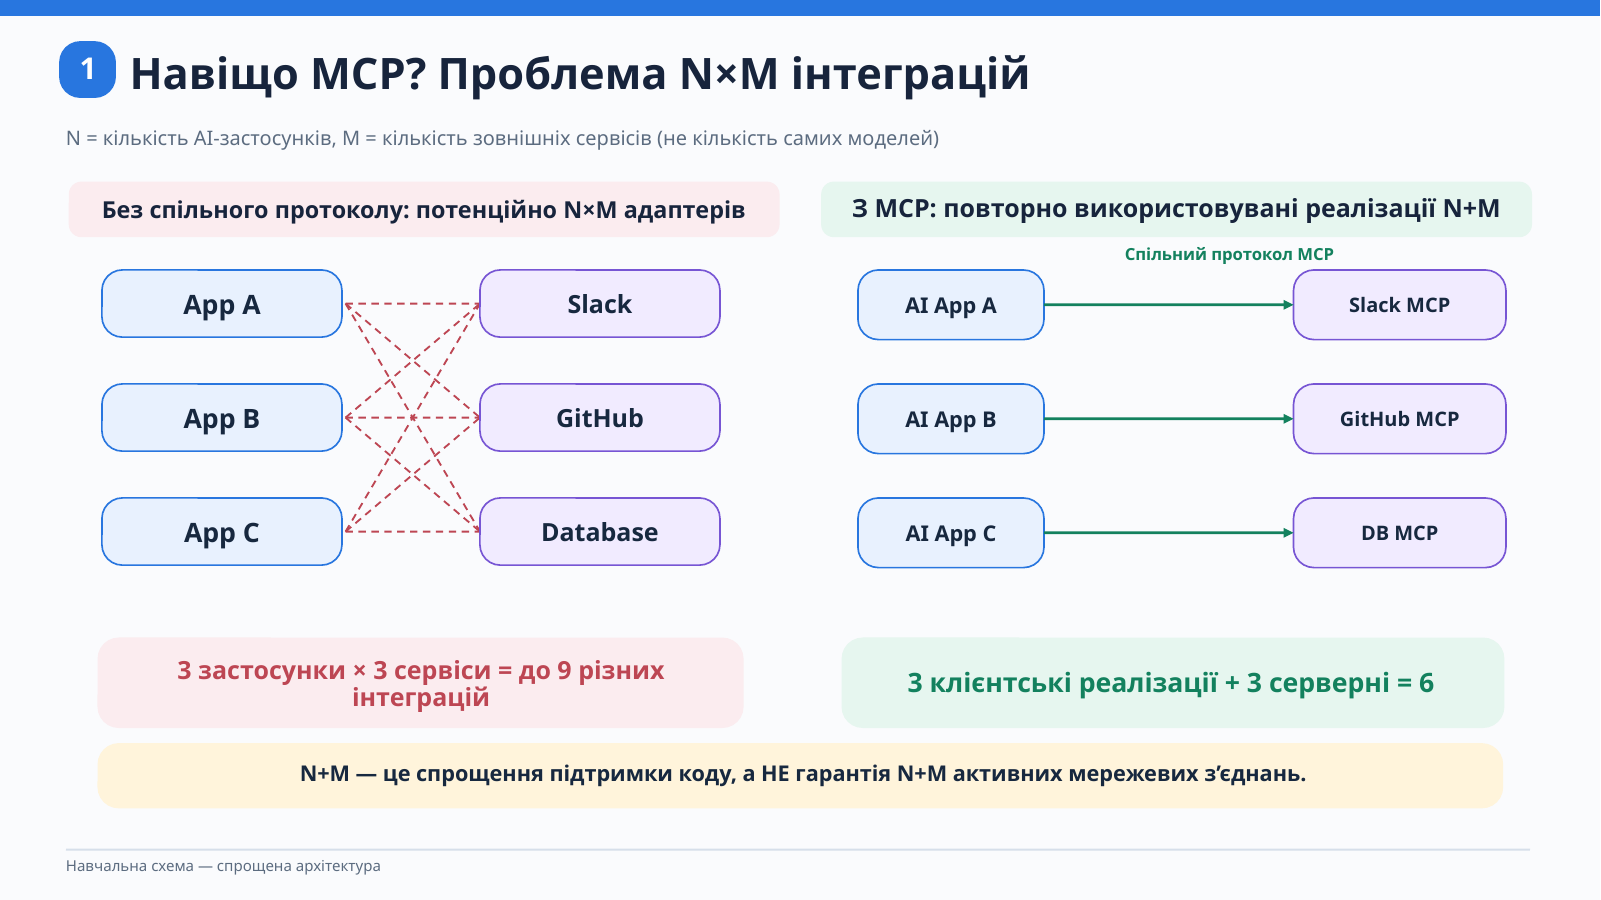 1
Навіщо MCP? Проблема N×M інтеграцій
N = кількість AI-застосунків, M = кількість зовнішніх сервісів (не кількість самих моделей)
Без спільного протоколу: потенційно N×M адаптерів
App A
Slack
App B
GitHub
App C
Database
3 застосунки × 3 сервіси = до 9 різних
інтеграцій
З MCP: повторно використовувані реалізації N+M
Спільний протокол MCP
AI App A
Slack MCP
AI App B
GitHub MCP
AI App C
DB MCP
3 клієнтські реалізації + 3 серверні = 6
N+M — це спрощення підтримки коду, а НЕ гарантія N+M активних мережевих з’єднань.
Навчальна схема — спрощена архітектура